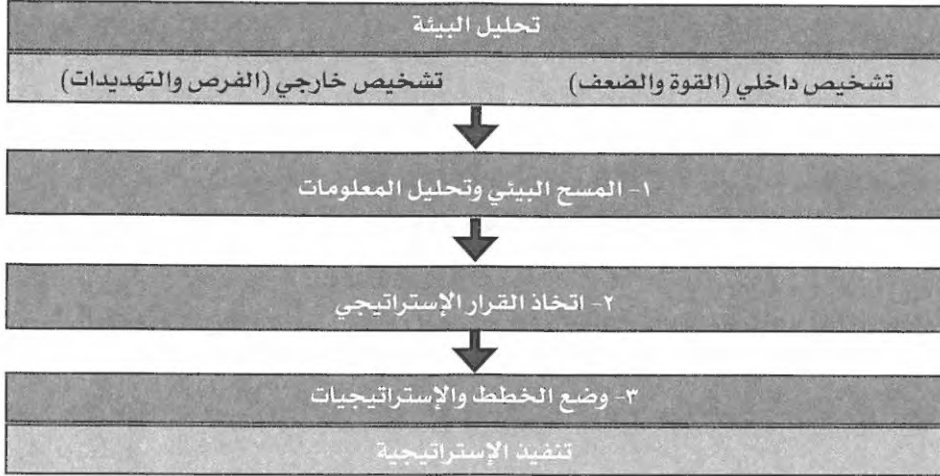 تحليل البيئة
تشخيص داخلي (القوة والضعف) تشخيص خارجي (الفرص والتهديدات)
١- المسح البيئي وتحليل المعلومات
٢- اتخاذ القرار الإستراتيجي
٣- وضع الخطط والإستراتيجيات
تنفيذ الإستراتيجية